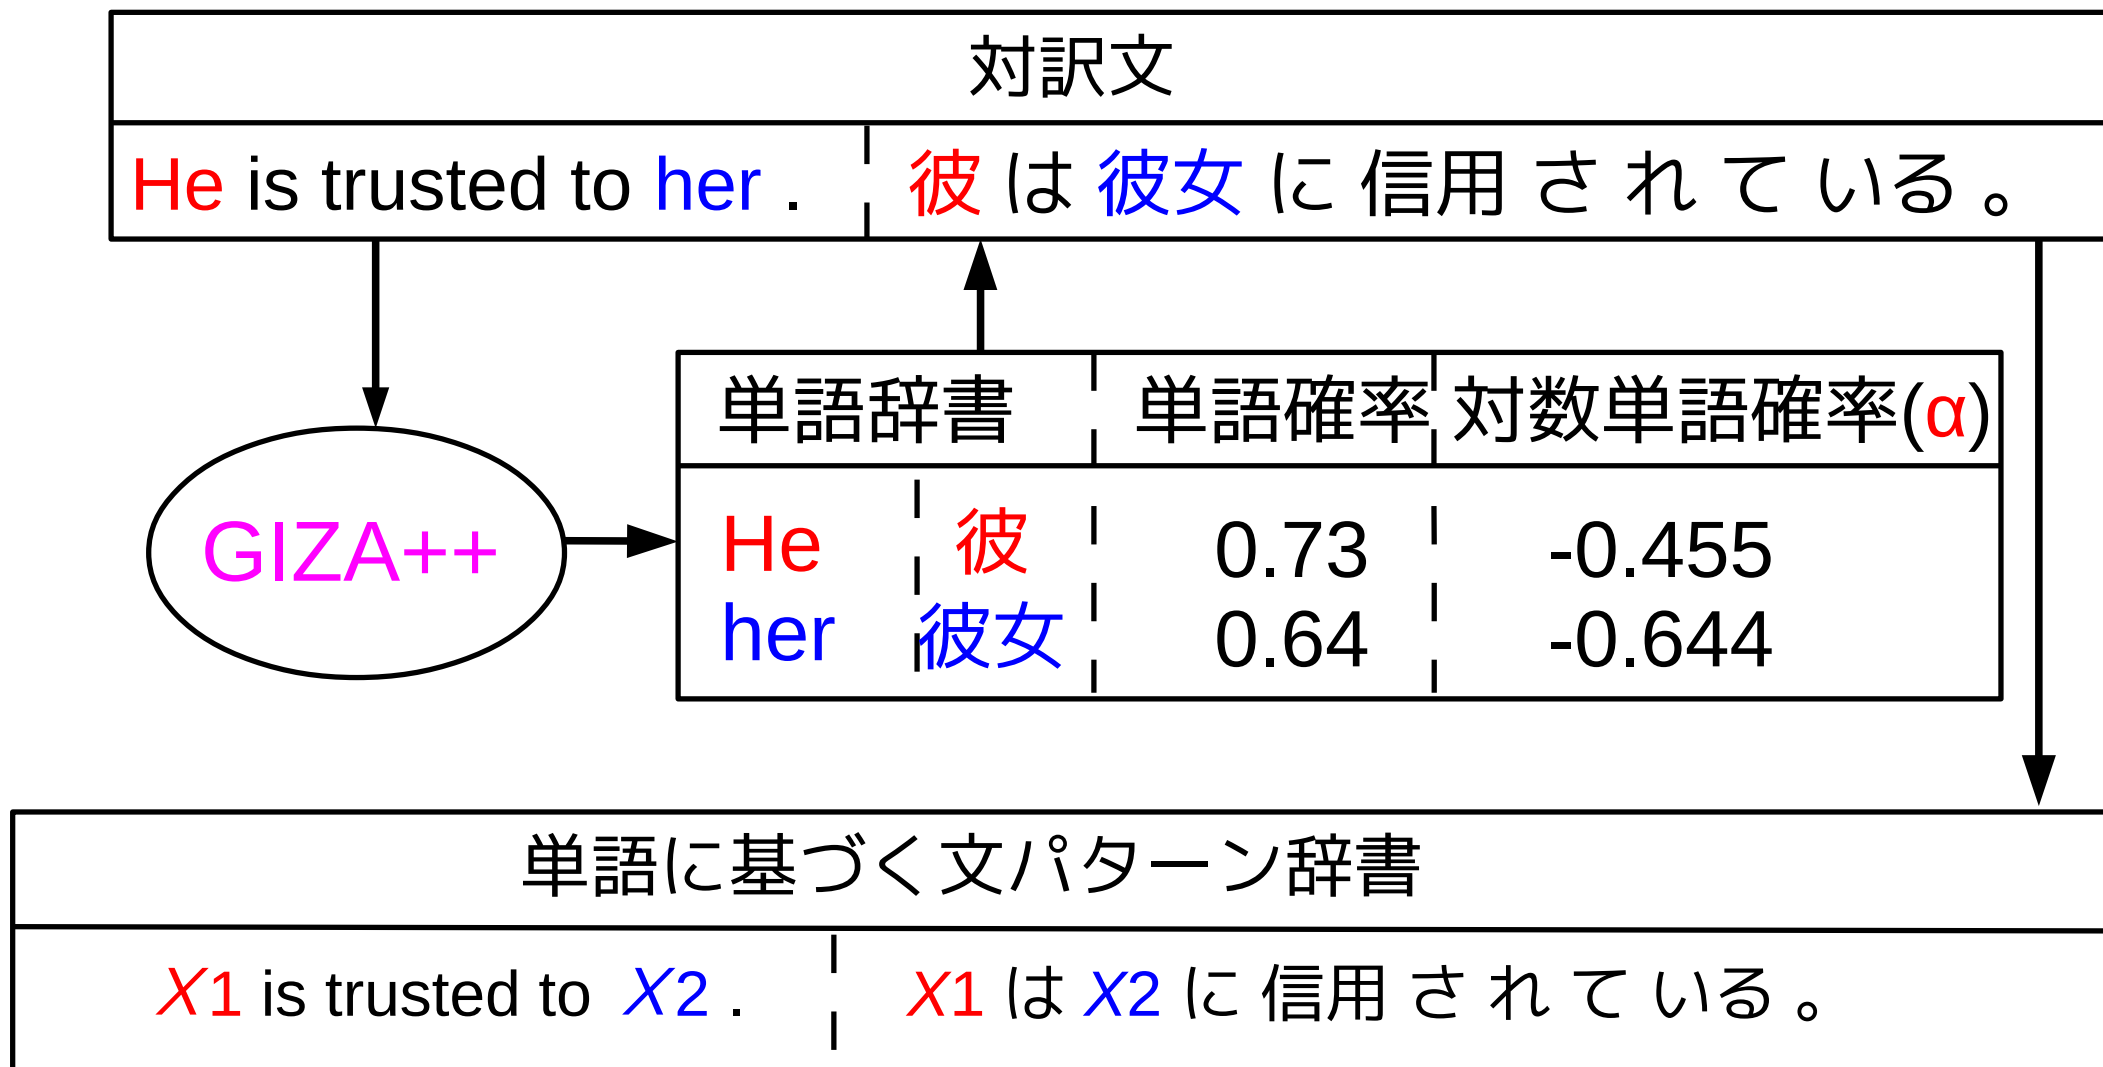 対訳文
He is trusted to her . 彼 は 彼女 に 信用 さ れ て いる 。
単語辞書 単語確率 対数単語確率(α)
GIZA++
He 彼 0.73 -0.455
her 彼女 0.64 -0.644
単語に基づく文パターン辞書
X1 is trusted to X2 . X1 は X2 に 信用 さ れ て いる 。